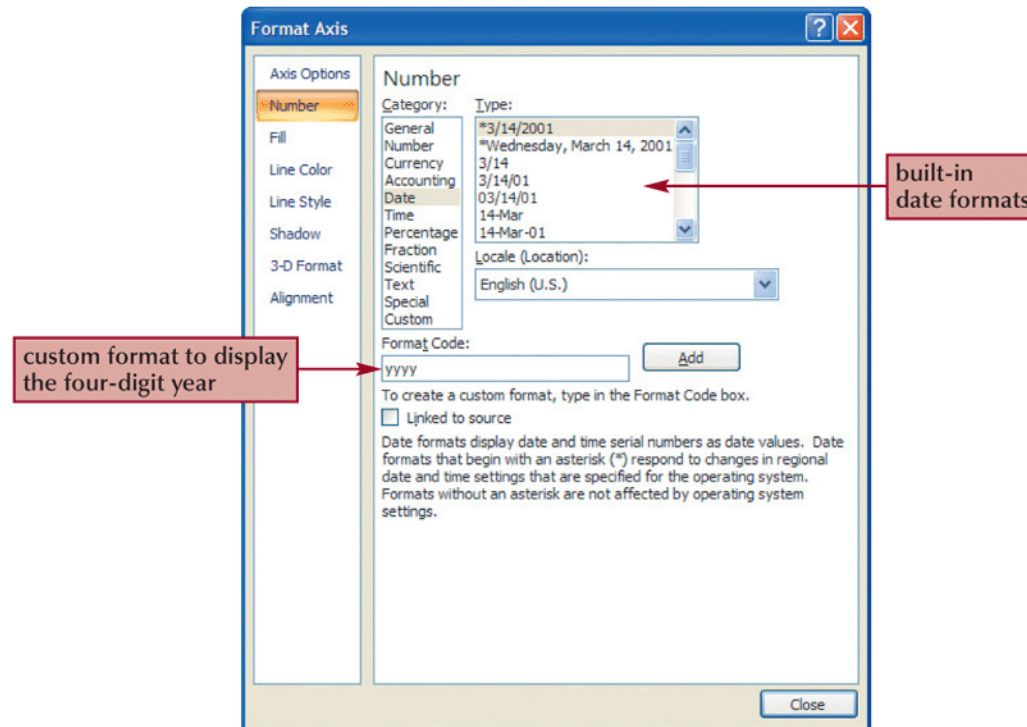 Format Axis
Axis Options
Number
Fill
Line Color
Line Style
Shadow
3-D Format
Alignment
Number
Category:
General
Number
Currency
Accounting
Date
Time
Percentage
Fraction
Scientific
Text
Special
Custom
Type:
*3/14/2001
*Wednesday, March 14, 2001
3/14
3/14/01
03/14/01
14-Mar
14-Mar-01
built-in
date formats
Locale (Location):
English (U.S.)
custom format to display
the four-digit year
Format Code:
yyyy
Add
To create a custom format, type in the Format Code box.
Linked to source
Date formats display date and time serial numbers as date values. Date
formats that begin with an asterisk (*) respond to changes in regional
date and time settings that are specified for the operating system.
Formats without an asterisk are not affected by operating system
settings.
Close